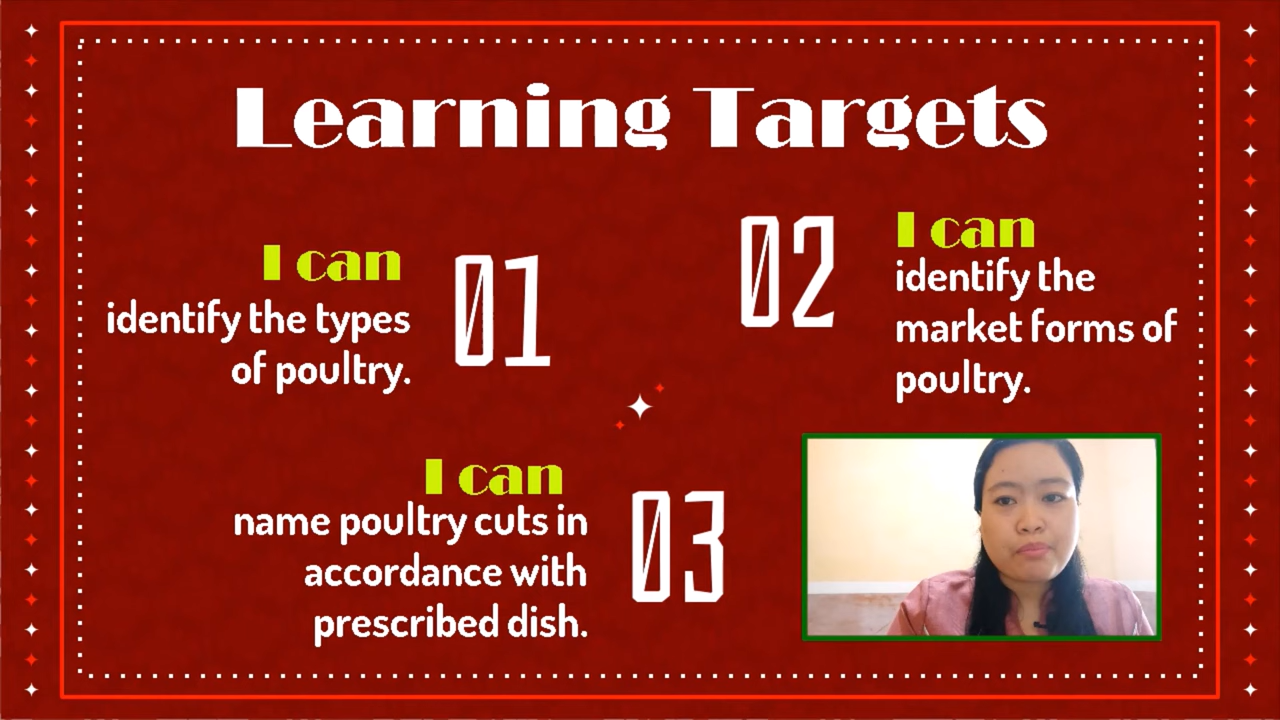 Learning Targets
I can
identify the types
of poultry.
01
02
I can
identify the
market forms of
poultry.
I can
name poultry cuts in
accordance with
prescribed dish.
03